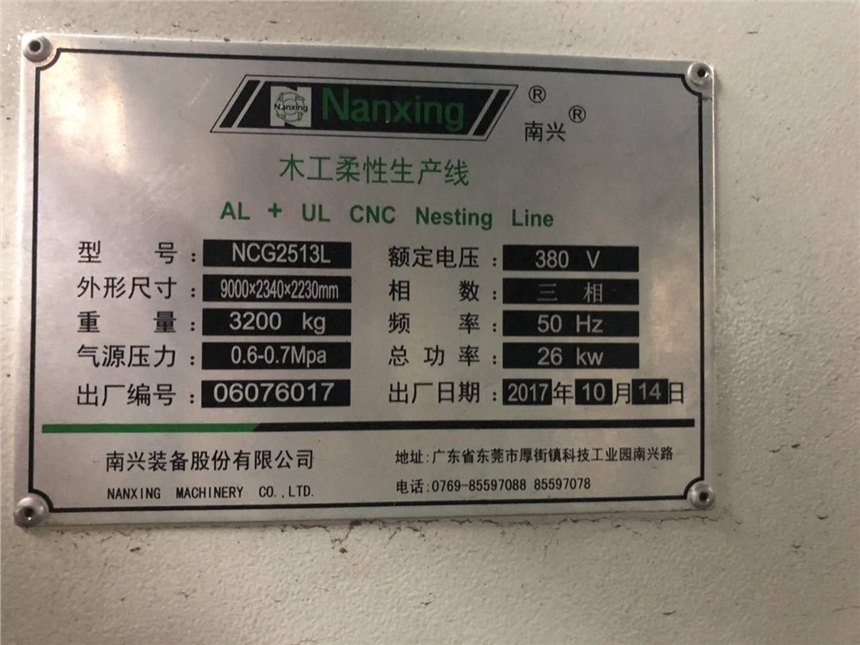 Nanxing Nanxing ®
南兴 ®
木工柔性生产线
AL + UL CNC Nesting Line
型 号 : NCG2513L 额定电压 : 380 V
外形尺寸 : 9000×2340×2230mm 相 数 : 三 相
重 量 : 3200 kg 频 率 : 50 Hz
气源压力 : 0.6-0.7Mpa 总 功 率 : 26 kw
出厂编号 : 06076017 出厂日期 : 2017年10月14日
南兴装备股份有限公司 地址:广东省东莞市厚街镇科技工业园南兴路
NANXING MACHINERY CO.,LTD. 电话:0769-85597088 85597078